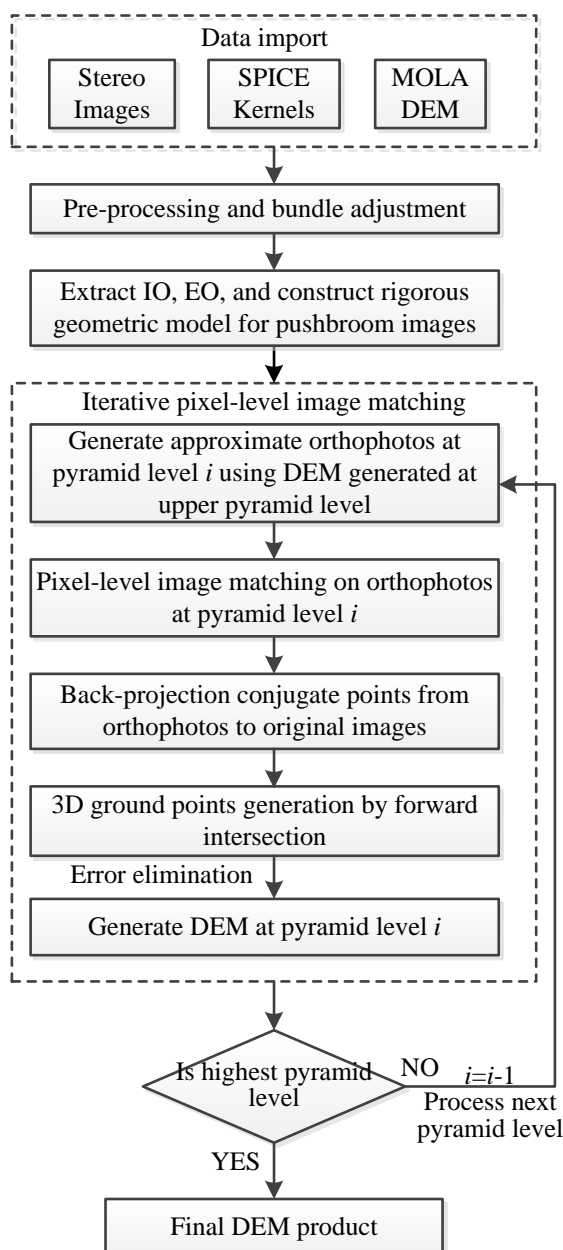 Data import
Stereo
Images
SPICE
Kernels
MOLA
DEM
Pre-processing and bundle adjustment
Extract IO, EO, and construct rigorous
geometric model for pushbroom images
Iterative pixel-level image matching
Generate approximate orthophotos at
pyramid level i using DEM generated at
upper pyramid level
Pixel-level image matching on orthophotos
at pyramid level i
Back-projection conjugate points from
orthophotos to original images
3D ground points generation by forward
intersection
Error elimination
Generate DEM at pyramid level i
Is highest pyramid
level
NO
i=i-1
Process next
pyramid level
YES
Final DEM product